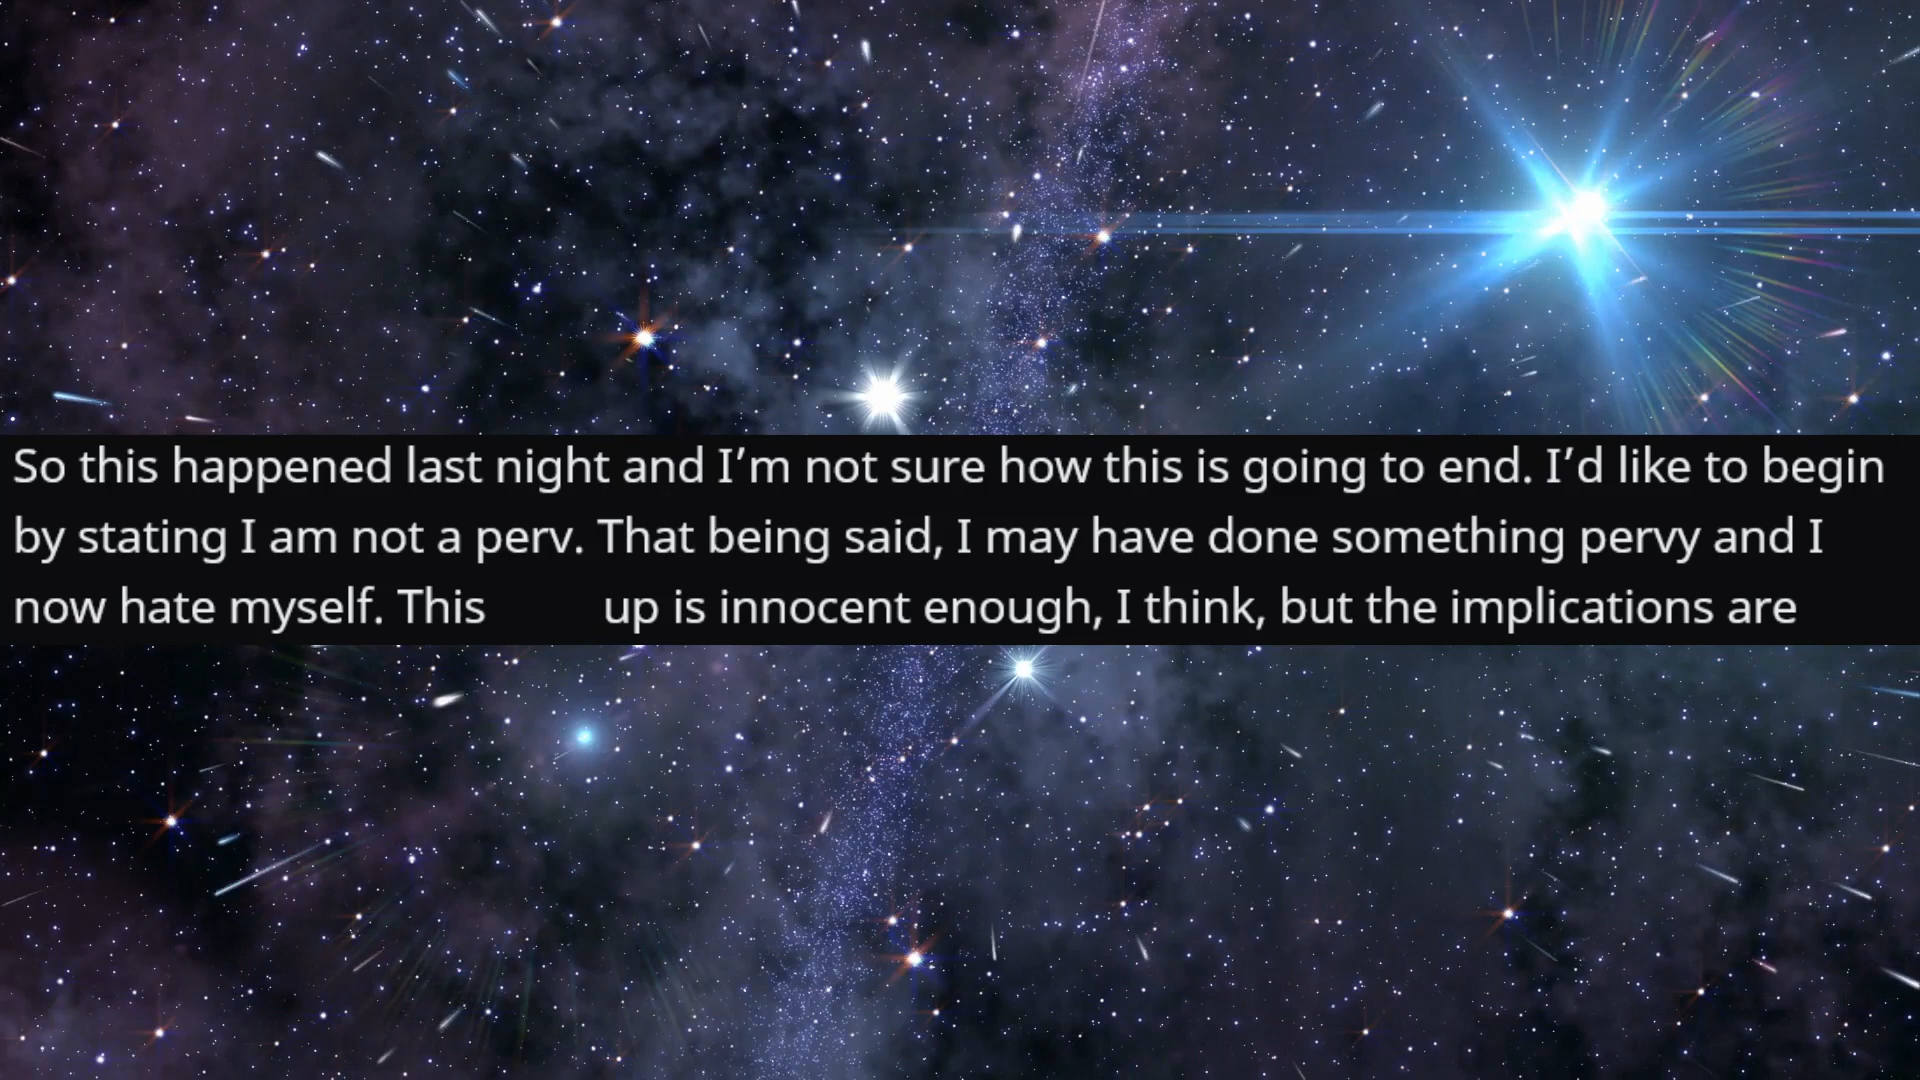 So this happened last night and I’m not sure how this is going to end. I’d like to begin
by stating I am not a perv. That being said, I may have done something pervy and I
now hate myself. This up is innocent enough, I think, but the implications are